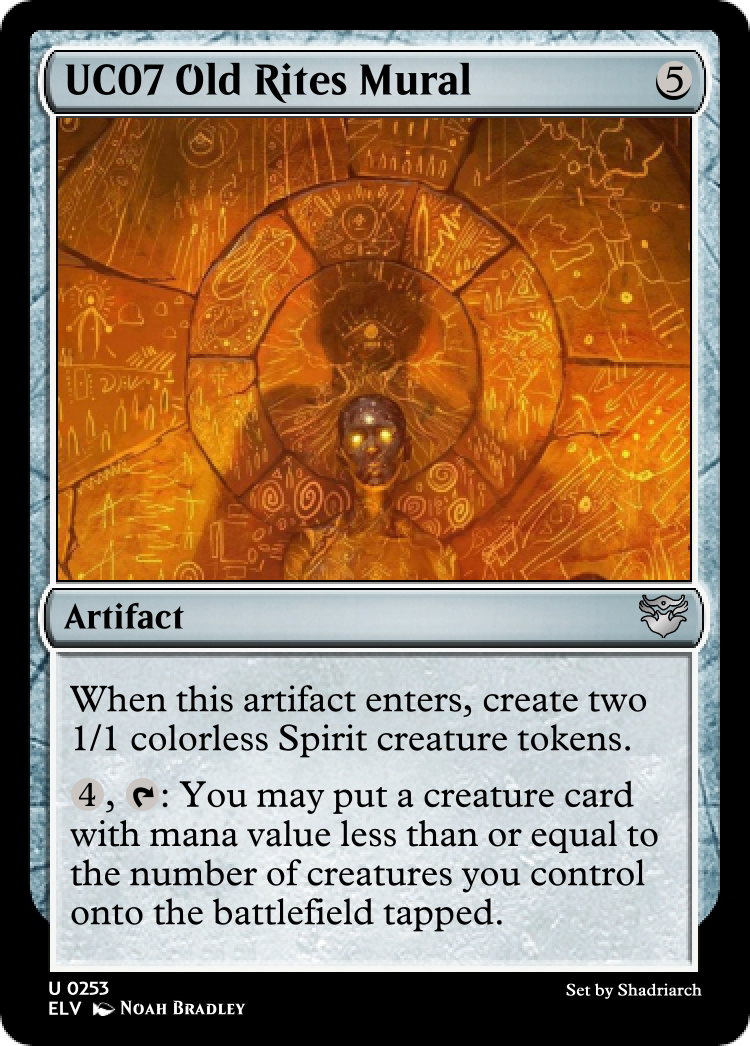 UC07 Old Rites Mural 5
Artifact
When this artifact enters, create two
1/1 colorless Spirit creature tokens.
4, : You may put a creature card
with mana value less than or equal to
the number of creatures you control
onto the battlefield tapped.
U 0253
ELV Noah Bradley
Set by Shadriarch